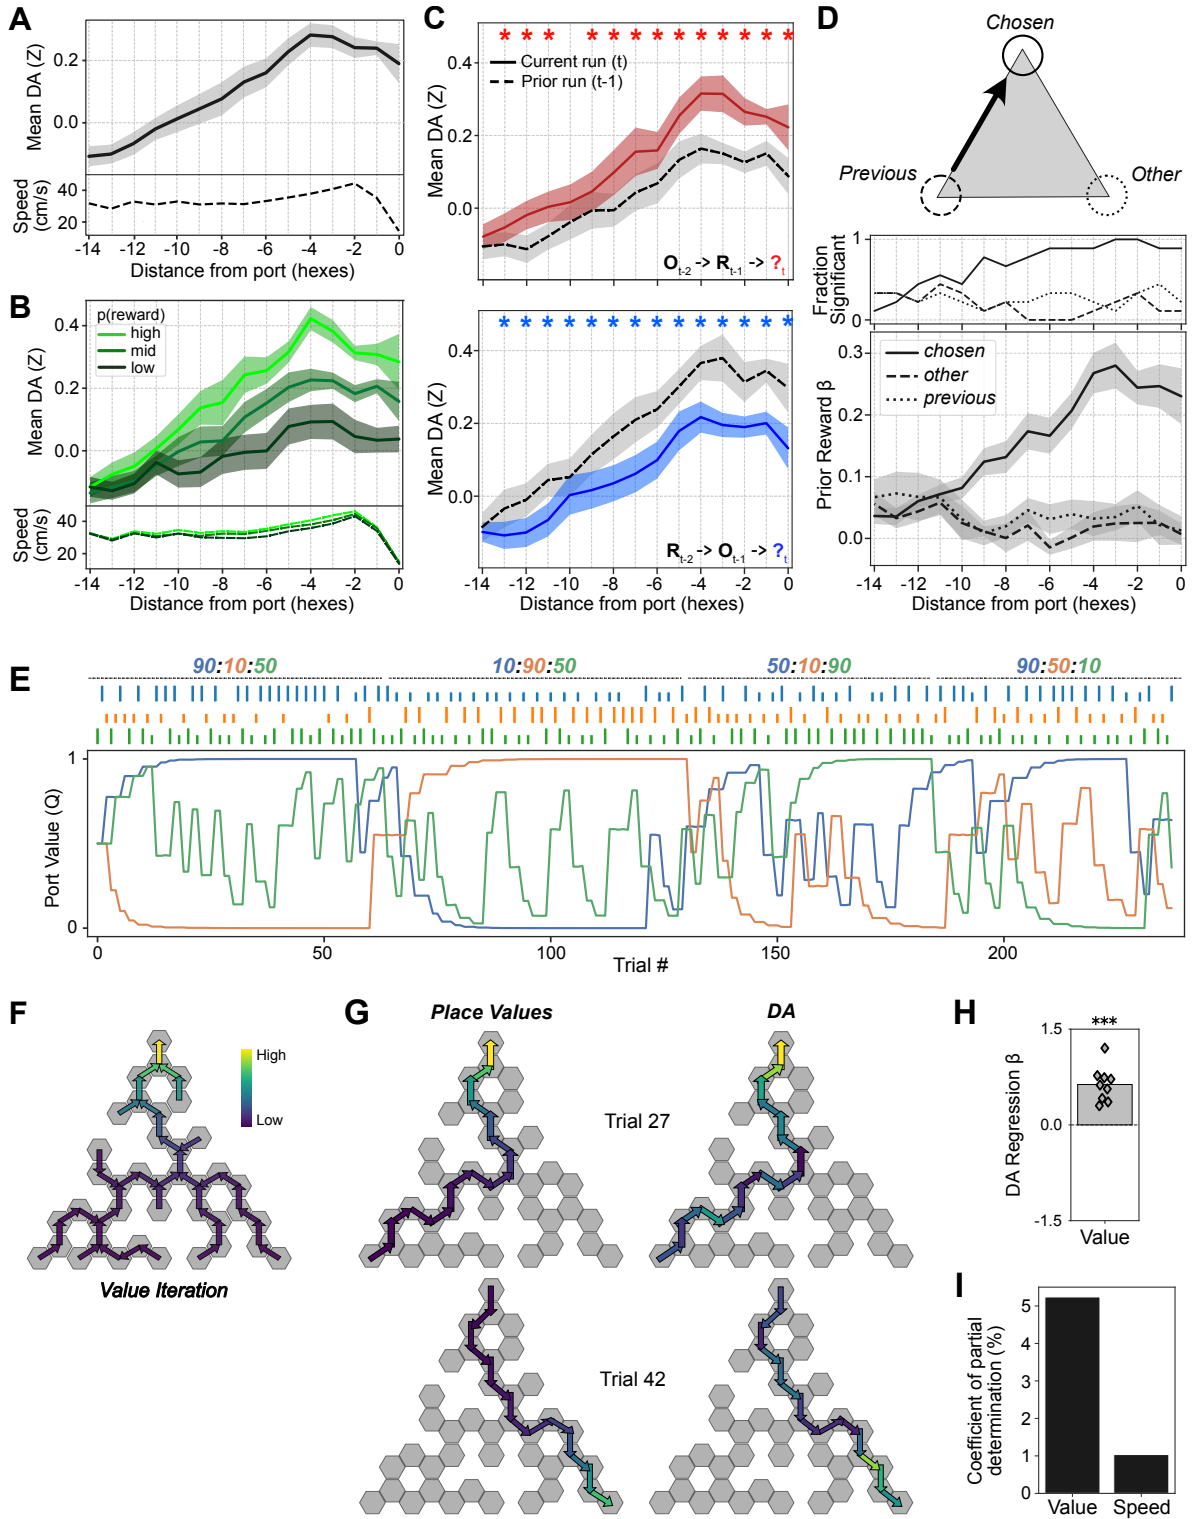 A
Mean DA (Z)
0.2
0.0
Speed
(cm/s)
40
20
-14 -12 -10 -8 -6 -4 -2 0
Distance from port (hexes)
B
p(reward)
high
mid
low
Mean DA (Z)
0.4
0.2
0.0
Speed
(cm/s)
40
20
-14 -12 -10 -8 -6 -4 -2 0
Distance from port (hexes)
C
* * * * * * * * * * * * *
Current run (t)
Prior run (t-1)
Mean DA (Z)
0.4
0.2
0.0
Oₜ₋₂ -> Rₜ₋₁ -> ?ₜ
* * * * * * * * * * * * * *
Mean DA (Z)
0.4
0.2
0.0
Rₜ₋₂ -> Oₜ₋₁ -> ?ₜ
-14 -12 -10 -8 -6 -4 -2 0
Distance from port (hexes)
D
Chosen
Previous
Other
Fraction
Significant
1
0
Prior Reward β
0.3
0.2
0.1
0.0
chosen
other
previous
-14 -12 -10 -8 -6 -4 -2 0
Distance from port (hexes)
E
90:10:50 10:90:50 50:10:90 90:50:10
Port Value (Q)
1
0
0 50 100 150 200
Trial #
F
High
Low
Value Iteration
G
Place Values
DA
Trial 27
Trial 42
H
***
DA Regression β
1.5
0.0
-1.5
Value
I
Coefficient of partial
determination (%)
5
4
3
2
1
0
Value Speed